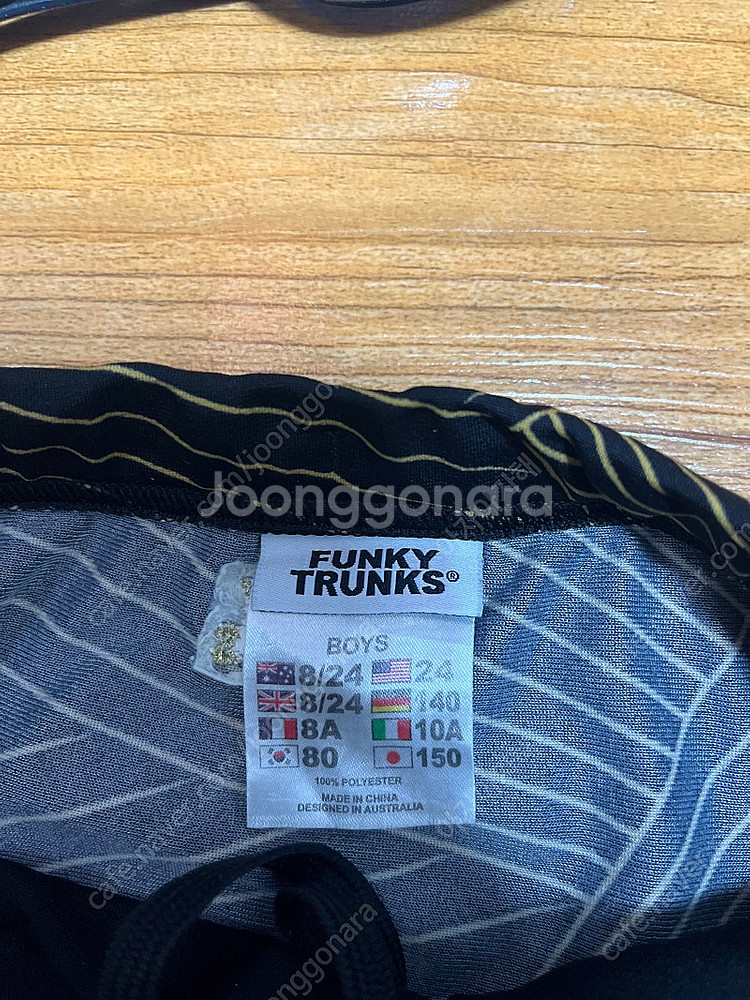 Joonggonara
FUNKY
TRUNKS®
BOYS
8/24 24
8/24 140
8A 10A
80 150
100% POLYESTER
MADE IN CHINA
DESIGNED IN AUSTRALIA